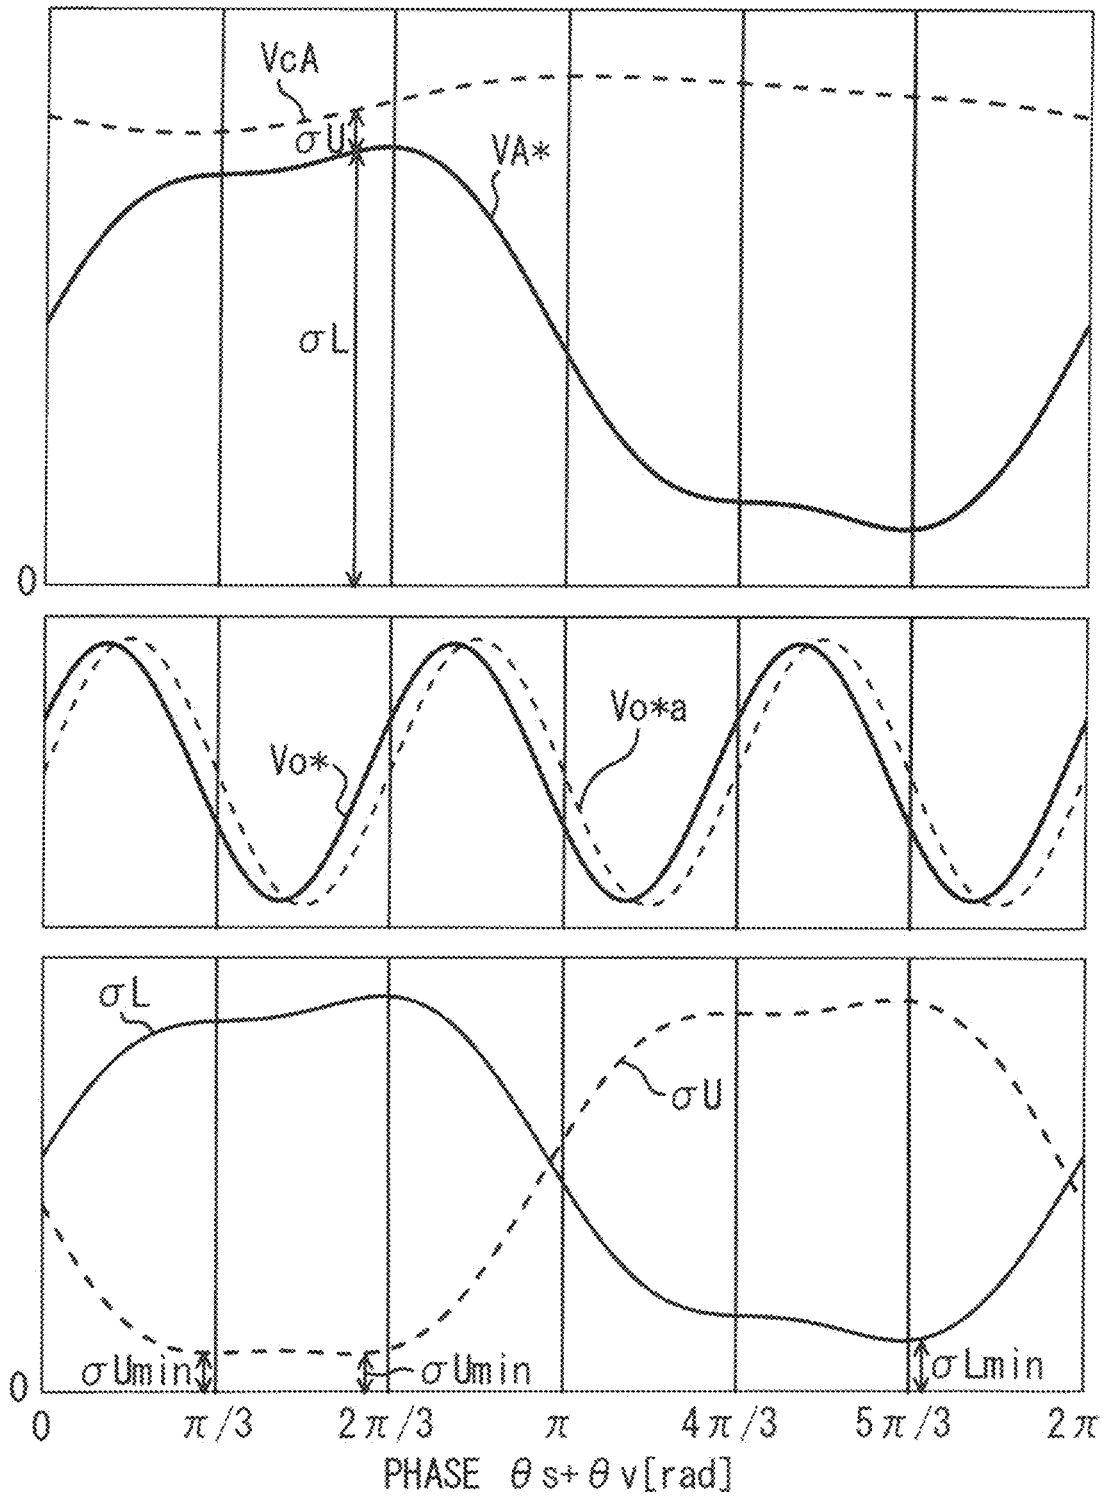 VcA
σU
VA*
σL
0
Vo*
Vo*a
σL
σU
σUmin
σUmin
σLmin
0
0 π/3 2π/3 π 4π/3 5π/3 2π
PHASE θs+θv[rad]